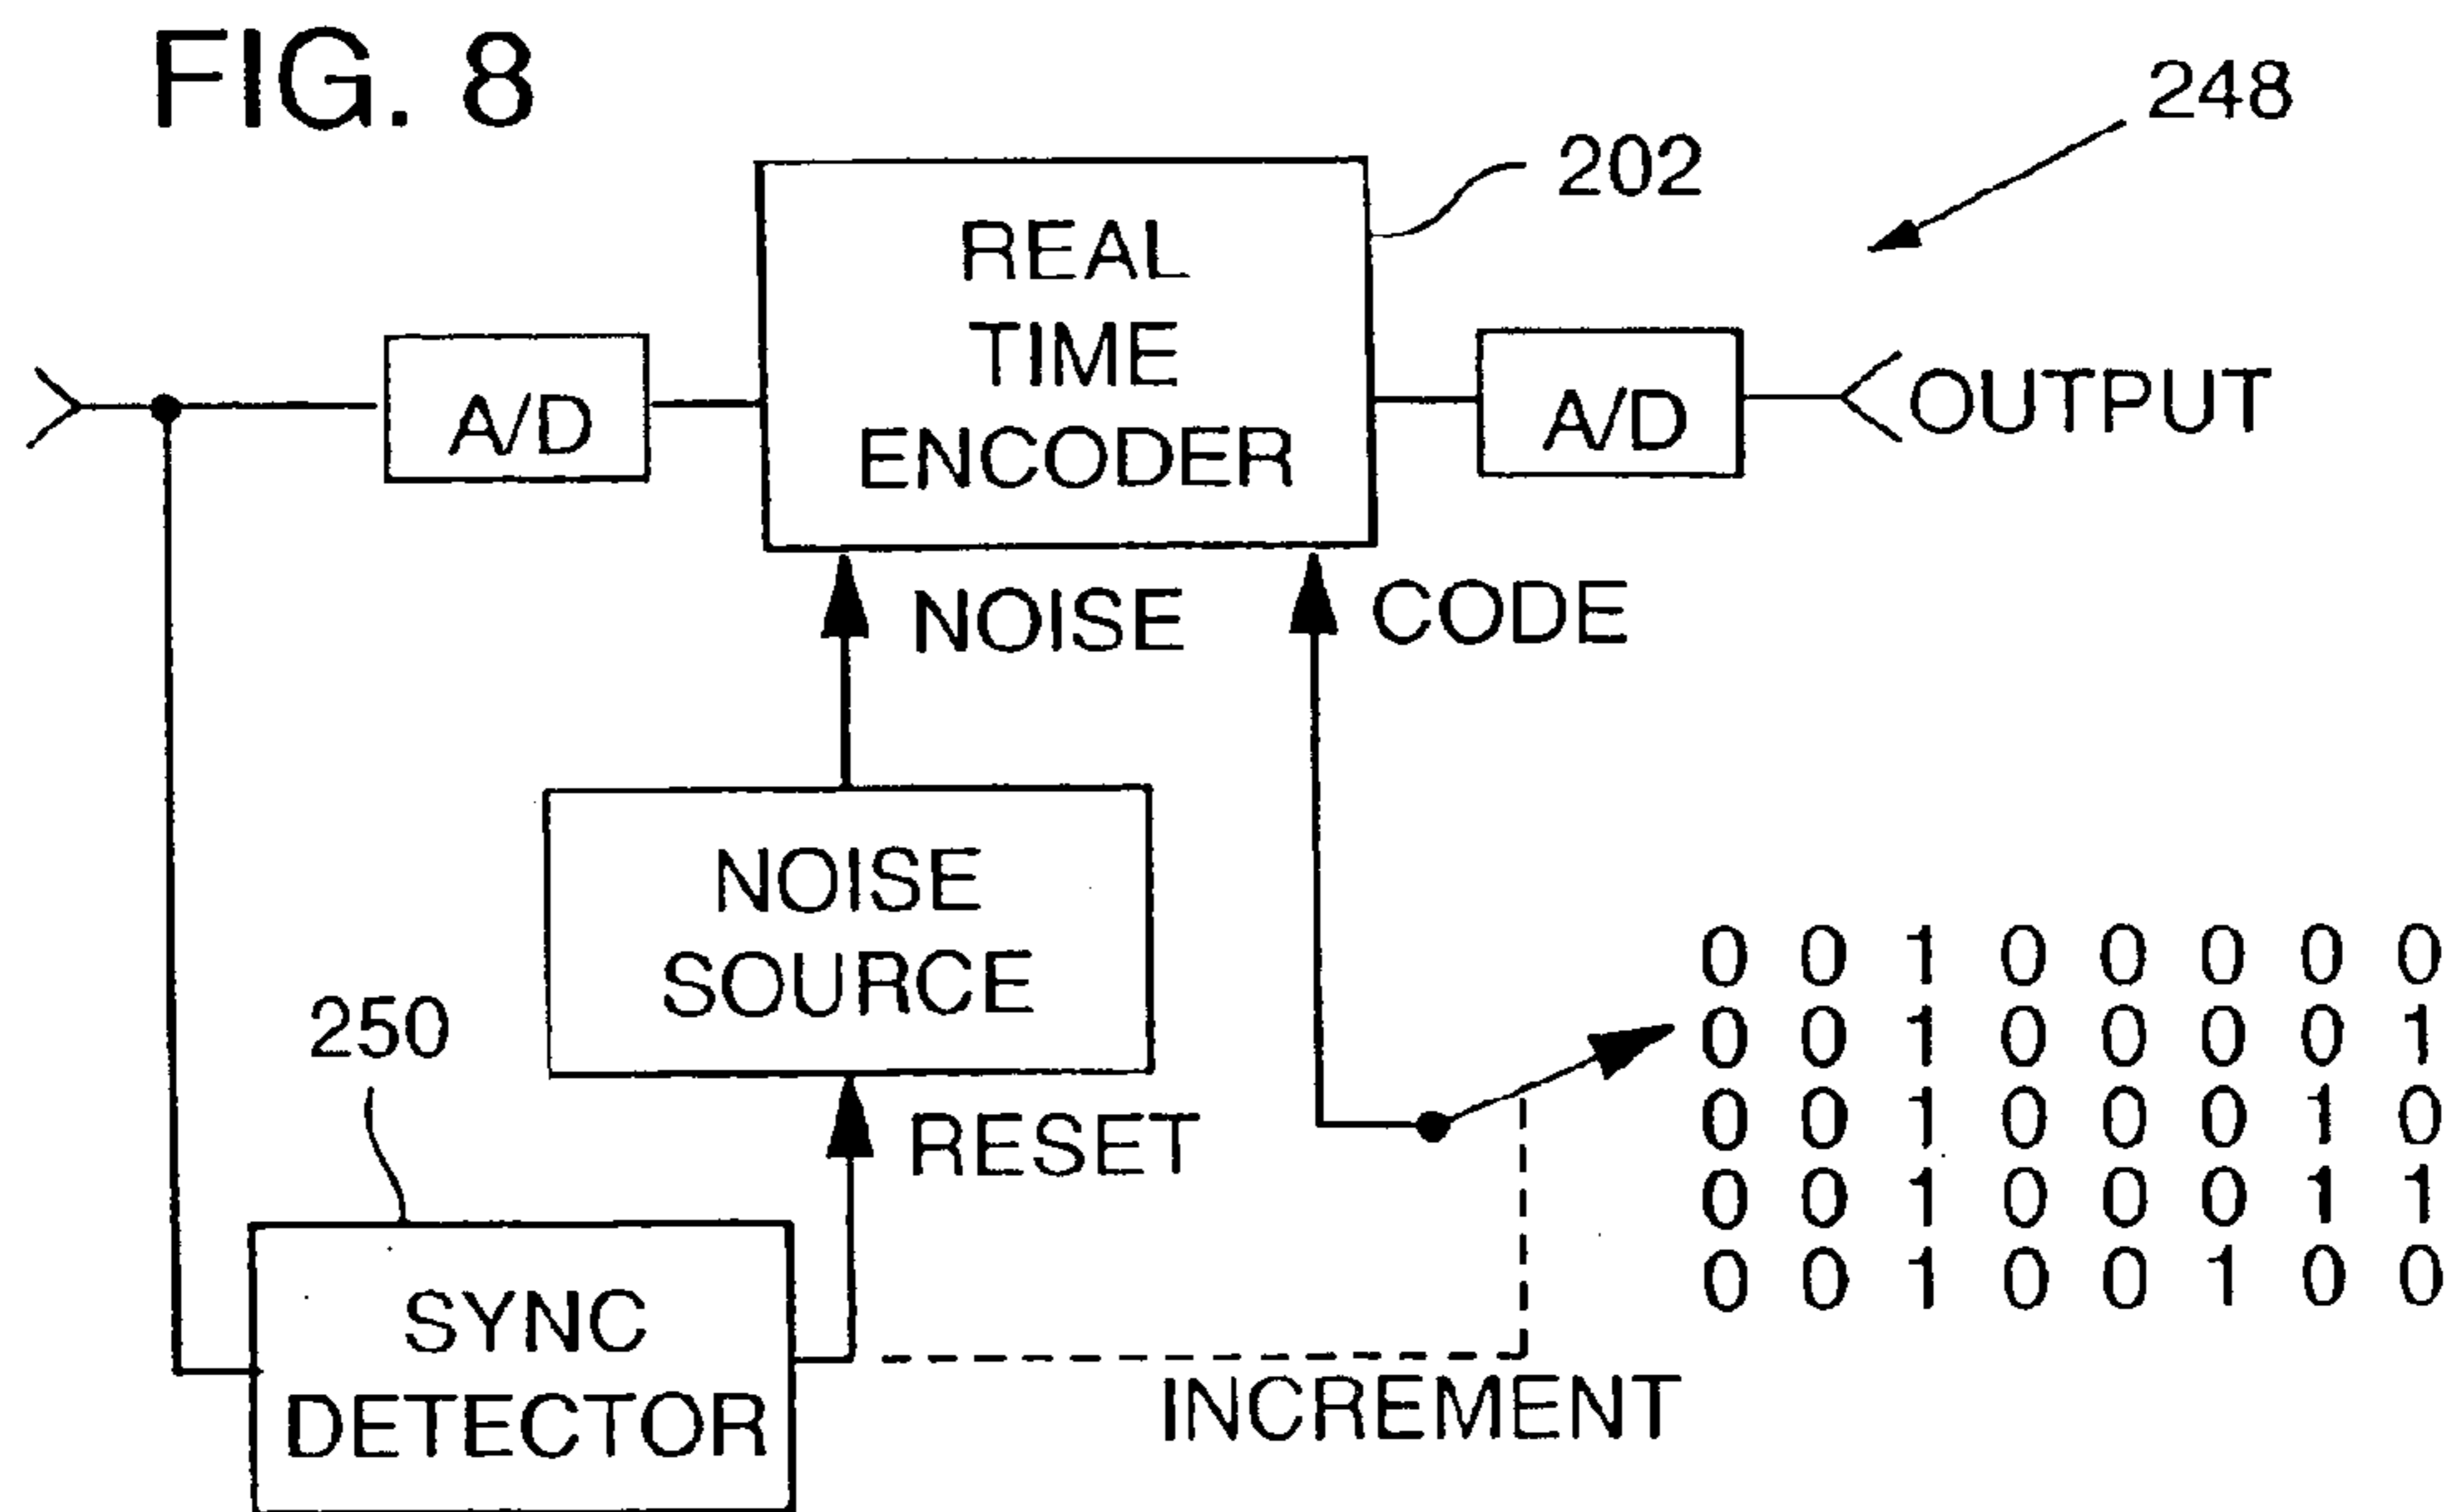 FIG. 8
248
202
REAL
TIME
ENCODER
A/D
A/D
OUTPUT
NOISE
CODE
NOISE
SOURCE
250
RESET
0 0 1 0 0 0 0 0
0 0 1 0 0 0 0 1
0 0 1 0 0 0 1 0
0 0 1 0 0 0 1 1
0 0 1 0 0 1 0 0
SYNC
DETECTOR
INCREMENT